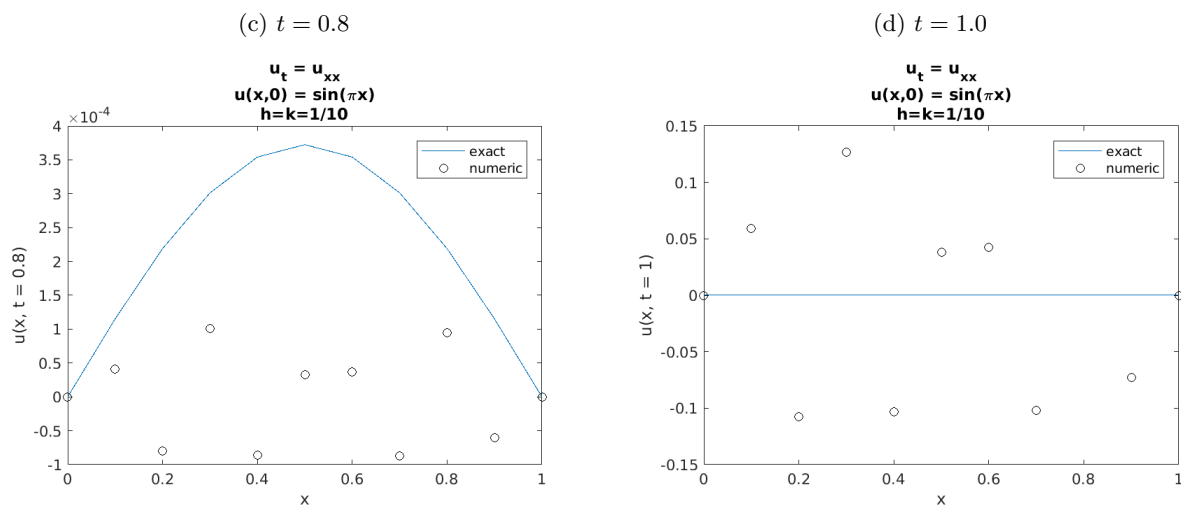 (c) t = 0.8
u_t = u_xx
u(x,0) = sin(πx)
h=k=1/10
×10^-4
4
3.5
3
2.5
2
1.5
1
0.5
0
-0.5
-1
u(x, t = 0.8)
exact
numeric
0
0.2
0.4
0.6
0.8
1
x
(d) t = 1.0
u_t = u_xx
u(x,0) = sin(πx)
h=k=1/10
0.15
0.1
0.05
0
-0.05
-0.1
-0.15
u(x, t = 1)
exact
numeric
0
0.2
0.4
0.6
0.8
1
x